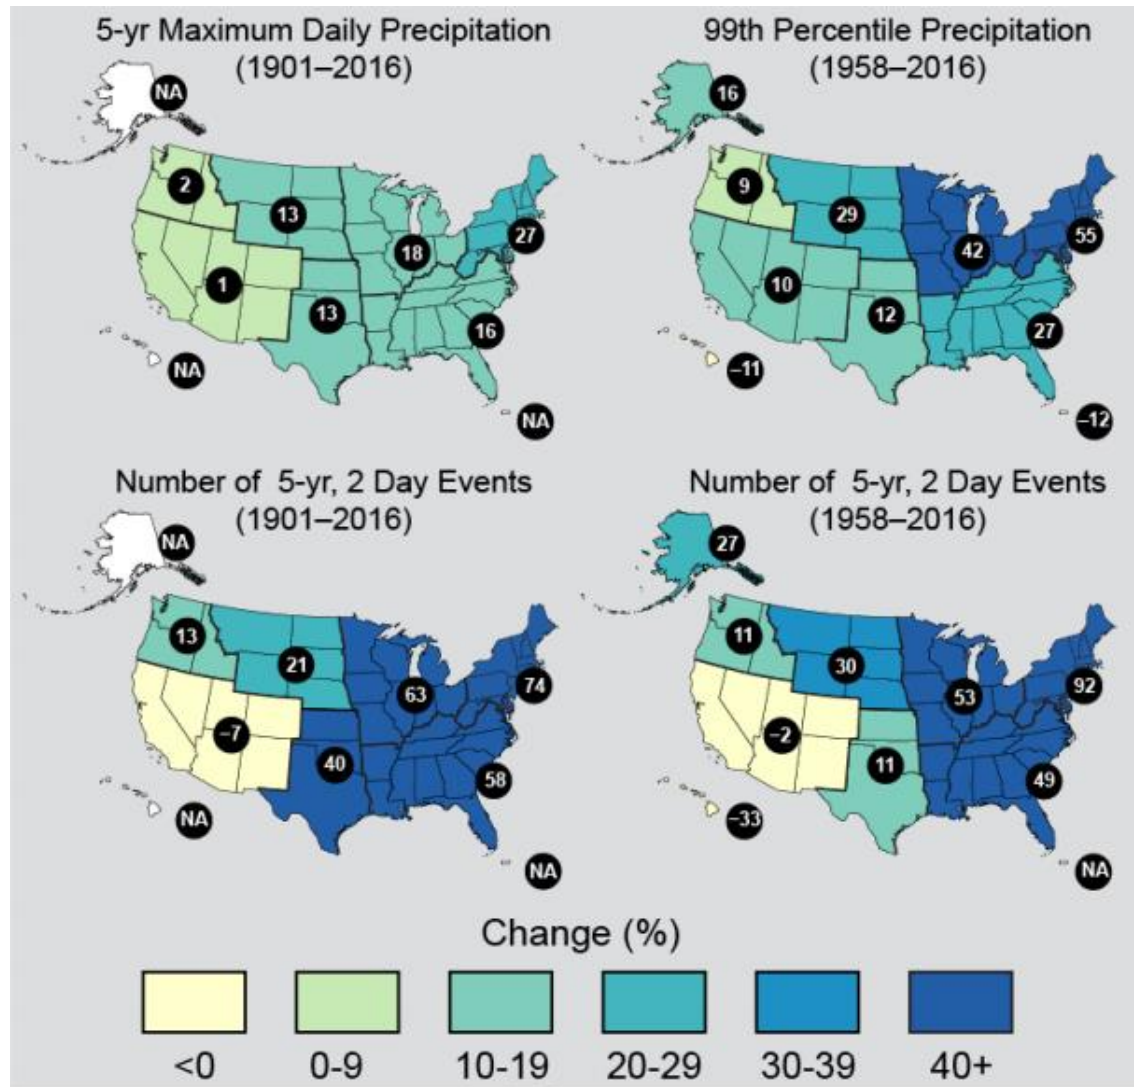 5-yr Maximum Daily Precipitation
(1901–2016)
NA
2
13
18
27
1
13
16
NA
NA
99th Percentile Precipitation
(1958–2016)
16
9
29
42
55
10
12
27
–11
–12
Number of 5-yr, 2 Day Events
(1901–2016)
NA
13
21
63
74
–7
40
58
NA
NA
Number of 5-yr, 2 Day Events
(1958–2016)
27
11
30
53
92
–2
11
49
–33
NA
Change (%)
<0 0-9 10-19 20-29 30-39 40+